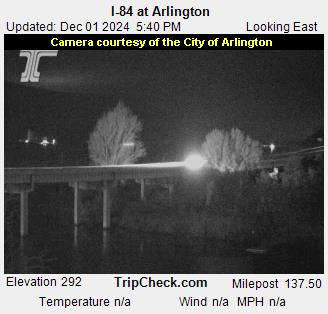 I-84 at Arlington
Updated: Dec 01 2024 5:40 PM Looking East
Camera courtesy of the City of Arlington
Elevation 292 TripCheck.com Milepost 137.50
Temperature n/a Wind n/a MPH n/a